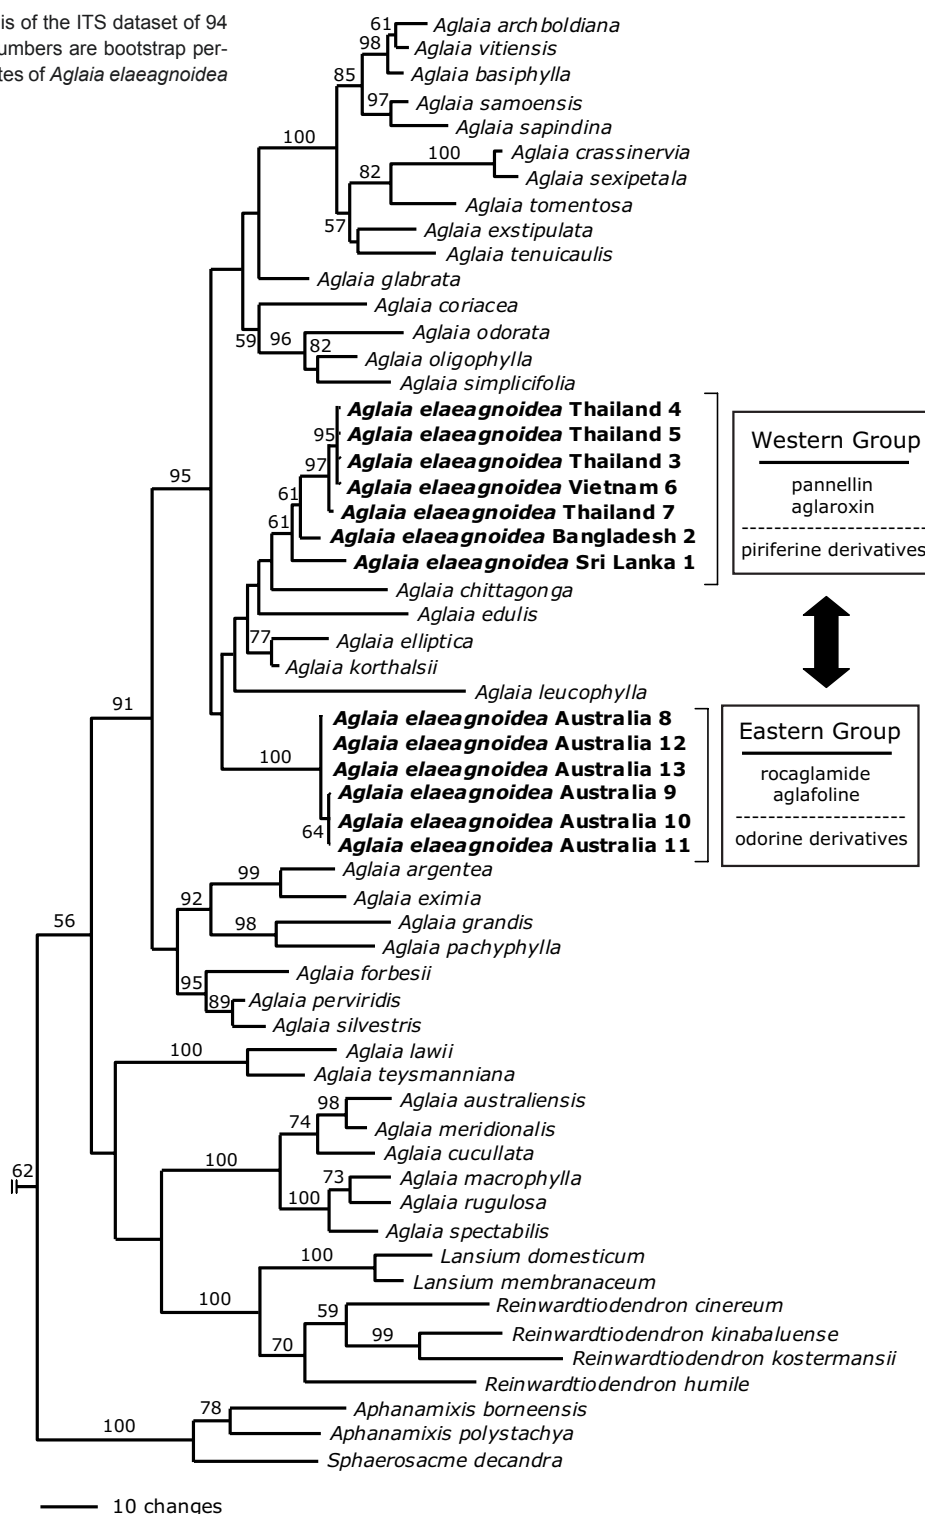 is of the ITS dataset of 94
umbers are bootstrap per-
tes of Aglaia elaeagnoidea
61
Aglaia archboldiana
98
Aglaia vitiensis
Aglaia basiphylla
85
97
Aglaia samoensis
Aglaia sapindina
100
100
Aglaia crassinervia
82
Aglaia sexipetala
Aglaia tomentosa
57
Aglaia exstipulata
Aglaia tenuicaulis
Aglaia glabrata
Aglaia coriacea
59
96
Aglaia odorata
82
Aglaia oligophylla
Aglaia simplicifolia
Aglaia elaeagnoidea Thailand 4
95
Aglaia elaeagnoidea Thailand 5
97
Aglaia elaeagnoidea Thailand 3
Aglaia elaeagnoidea Vietnam 6
61
Aglaia elaeagnoidea Thailand 7
61
Aglaia elaeagnoidea Bangladesh 2
Aglaia elaeagnoidea Sri Lanka 1
Western Group
pannellin
aglaroxin
piriferine derivatives
95
Aglaia chittagonga
Aglaia edulis
77
Aglaia elliptica
Aglaia korthalsii
Aglaia leucophylla
91
100
Aglaia elaeagnoidea Australia 8
Aglaia elaeagnoidea Australia 12
Aglaia elaeagnoidea Australia 13
Aglaia elaeagnoidea Australia 9
64
Aglaia elaeagnoidea Australia 10
Aglaia elaeagnoidea Australia 11
Eastern Group
rocaglamide
aglafoline
odorine derivatives
99
Aglaia argentea
92
Aglaia eximia
56
98
Aglaia grandis
Aglaia pachyphylla
95
Aglaia forbesii
89
Aglaia perviridis
Aglaia silvestris
100
Aglaia lawii
Aglaia teysmanniana
98
Aglaia australiensis
74
Aglaia meridionalis
Aglaia cucullata
62
100
73
Aglaia macrophylla
100
Aglaia rugulosa
Aglaia spectabilis
100
Lansium domesticum
Lansium membranaceum
100
59
Reinwardtiodendron cinereum
99
Reinwardtiodendron kinabaluense
70
Reinwardtiodendron kostermansii
Reinwardtiodendron humile
78
Aphanamixis borneensis
100
Aphanamixis polystachya
Sphaerosacme decandra
10 changes